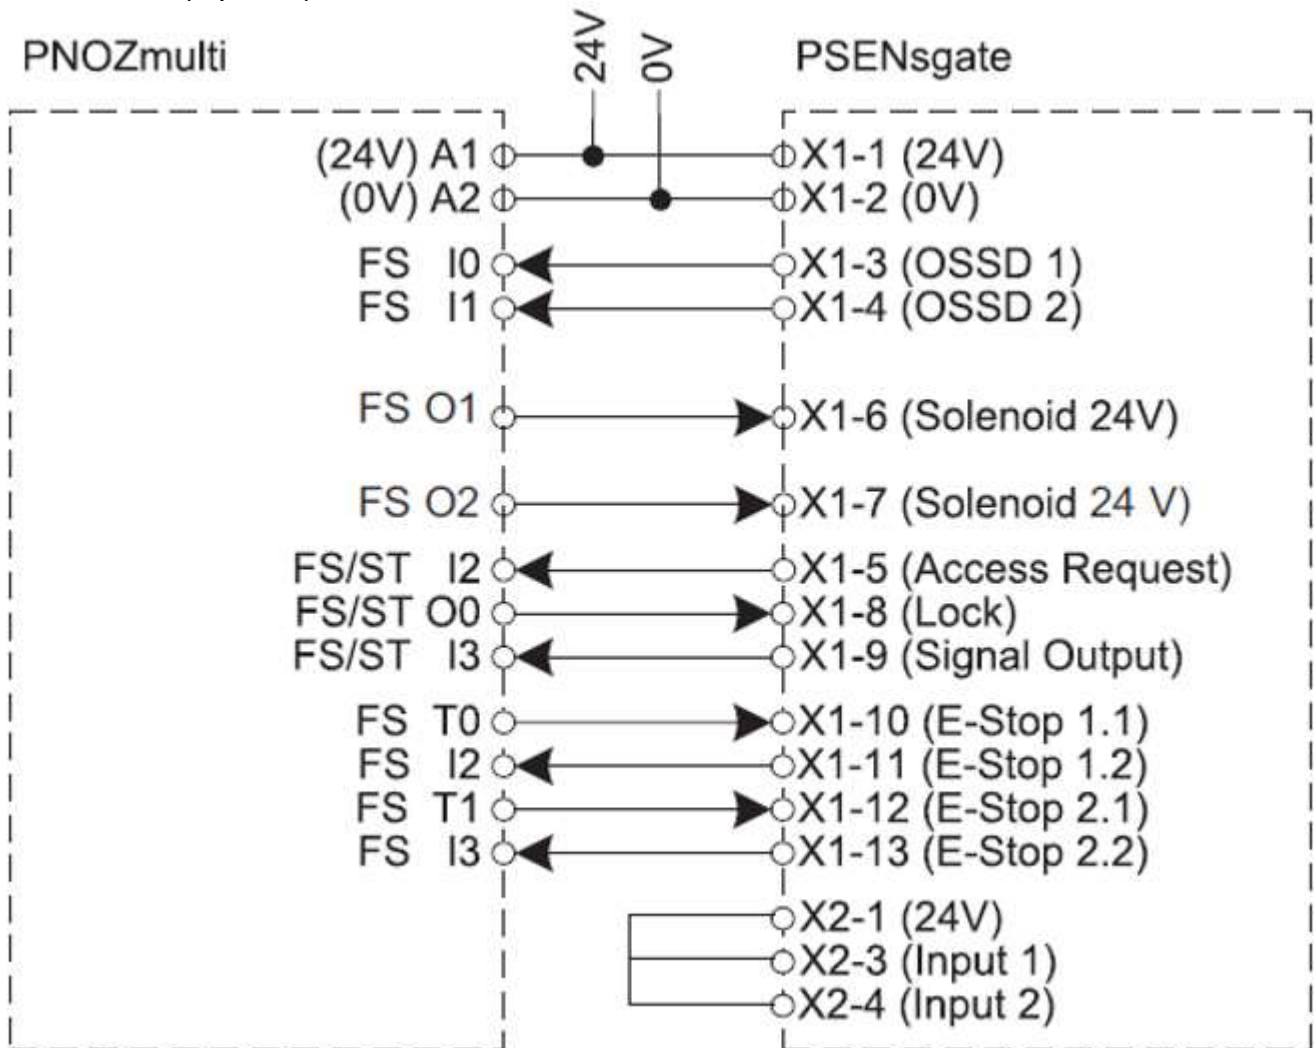 PNOZmulti
24V
0V
PSENsgate
(24V) A1
X1-1 (24V)
(0V) A2
X1-2 (0V)
FS I0
X1-3 (OSSD 1)
FS I1
X1-4 (OSSD 2)
FS O1
X1-6 (Solenoid 24V)
FS O2
X1-7 (Solenoid 24 V)
FS/ST I2
X1-5 (Access Request)
FS/ST O0
X1-8 (Lock)
FS/ST I3
X1-9 (Signal Output)
FS T0
X1-10 (E-Stop 1.1)
FS I2
X1-11 (E-Stop 1.2)
FS T1
X1-12 (E-Stop 2.1)
FS I3
X1-13 (E-Stop 2.2)
X2-1 (24V)
X2-3 (Input 1)
X2-4 (Input 2)